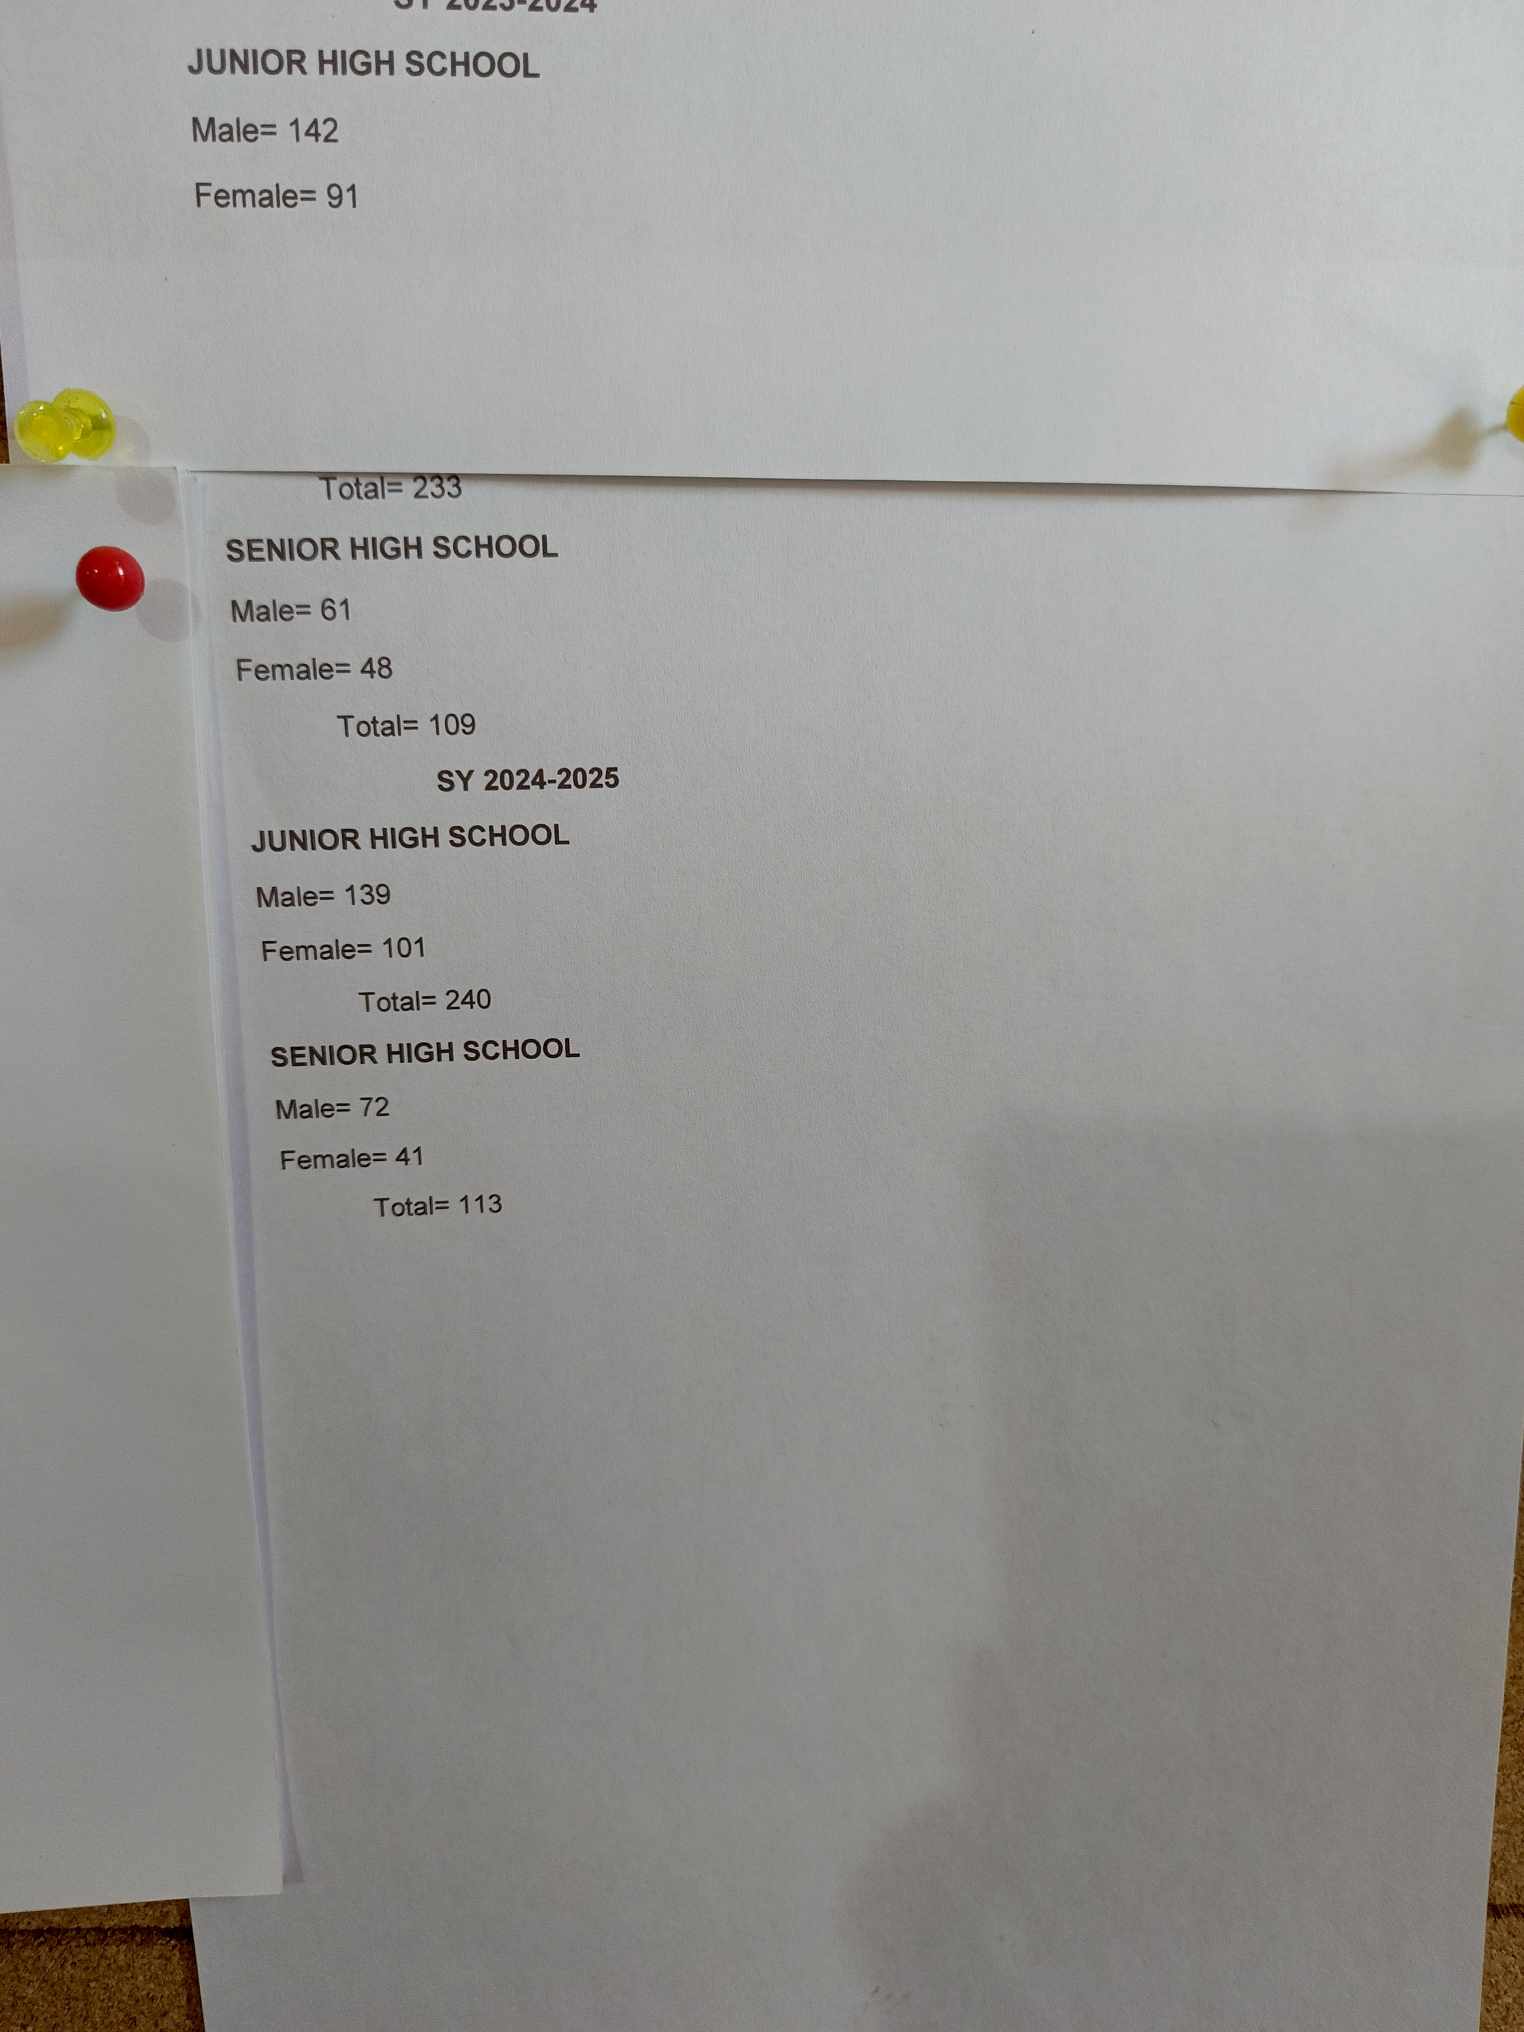 SY 2023-2024
JUNIOR HIGH SCHOOL
Male= 142
Female= 91
Total= 233
SENIOR HIGH SCHOOL
Male= 61
Female= 48
Total= 109
SY 2024-2025
JUNIOR HIGH SCHOOL
Male= 139
Female= 101
Total= 240
SENIOR HIGH SCHOOL
Male= 72
Female= 41
Total= 113